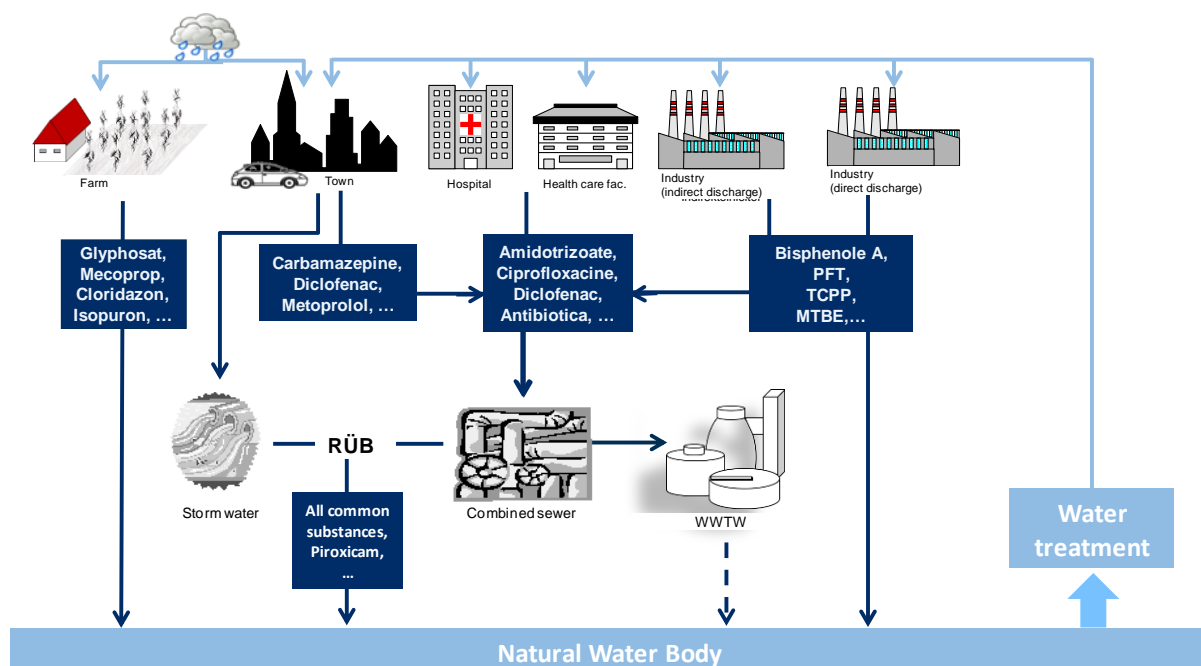 Farm
Town
Hospital
Health care fac.
Industry
(indirect discharge)
Industry
(direct discharge)
Glyphosat,
Mecoprop,
Cloridazon,
Isopuron, …
Carbamazepine,
Diclofenac,
Metoprolol, …
Amidotrizoate,
Ciprofloxacine,
Diclofenac,
Antibiotica, …
Bisphenole A,
PFT,
TCPP,
MTBE,…
Storm water
RÜB
Combined sewer
WWTW
All common
substances,
Piroxicam,
…
Water
treatment
Natural Water Body